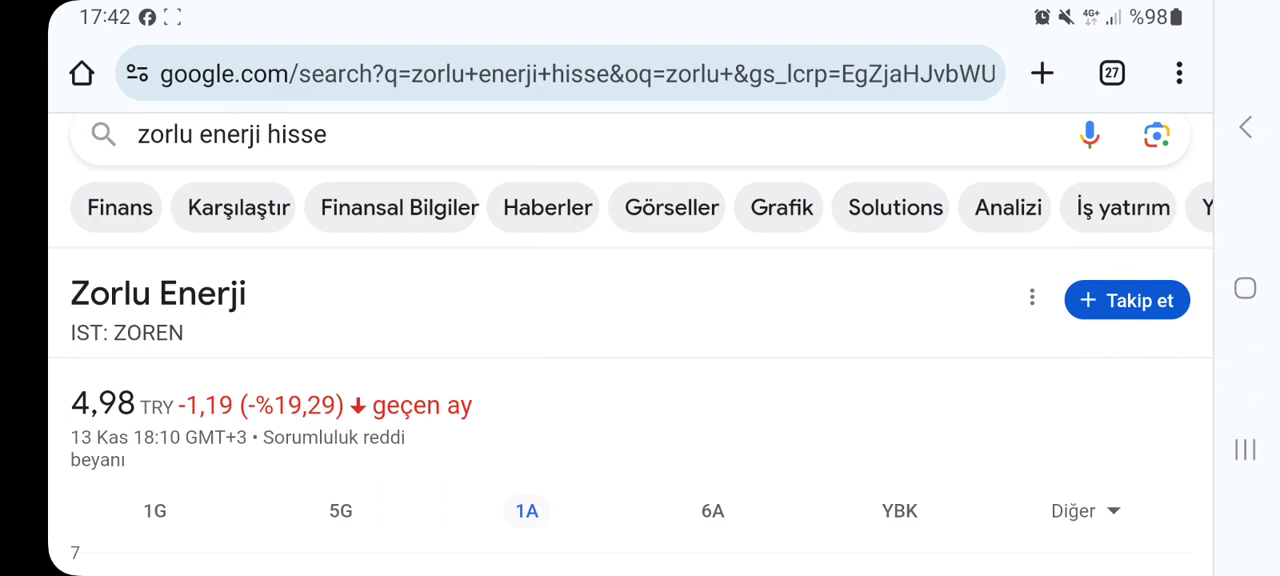 17:42 4G+ %98
google.com/search?q=zorlu+enerji+hisse&oq=zorlu+&gs_lcrp=EgZjaHJvbWU 27
zorlu enerji hisse
Finans Karşılaştır Finansal Bilgiler Haberler Görseller Grafik Solutions Analizi İş yatırım Y
Zorlu Enerji
+ Takip et
IST: ZOREN
4,98 TRY -1,19 (-%19,29) ↓ geçen ay
13 Kas 18:10 GMT+3 • Sorumluluk reddi
beyanı
1G 5G 1A 6A YBK Diğer
7